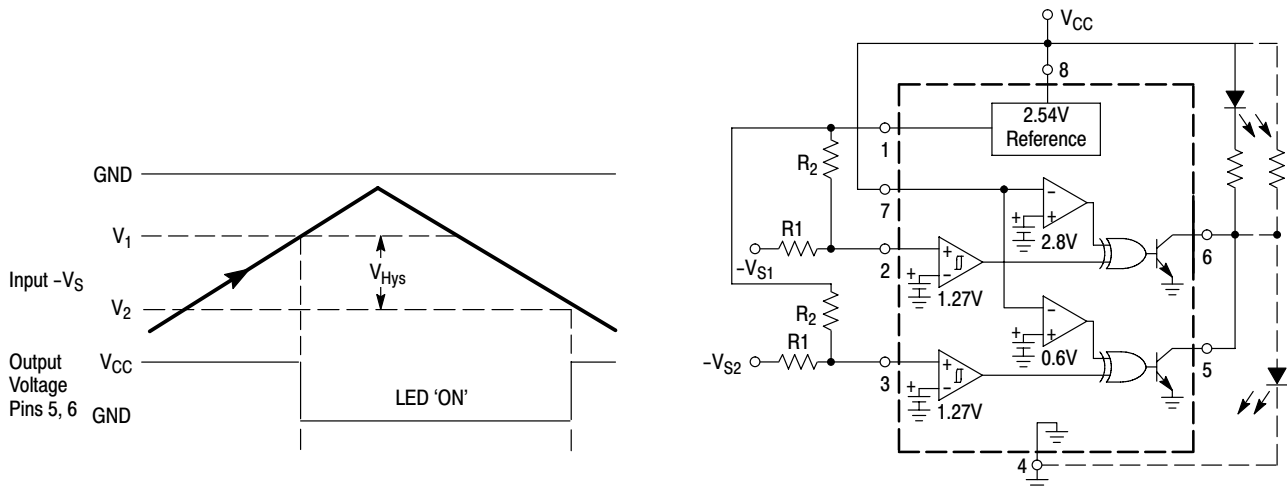 GND
V1
Input –VS
VHys
V2
Output
Voltage
Pins 5, 6
VCC
GND
LED ‘ON’
VCC
8
2.54V
Reference
1
R2
7
2.8V
6
R1
–VS1
2
1.27V
R2
R1
–VS2
3
1.27V
0.6V
5
4
+
–
+
–
+
+
–
+
–
+
+
–
+
–
+
+